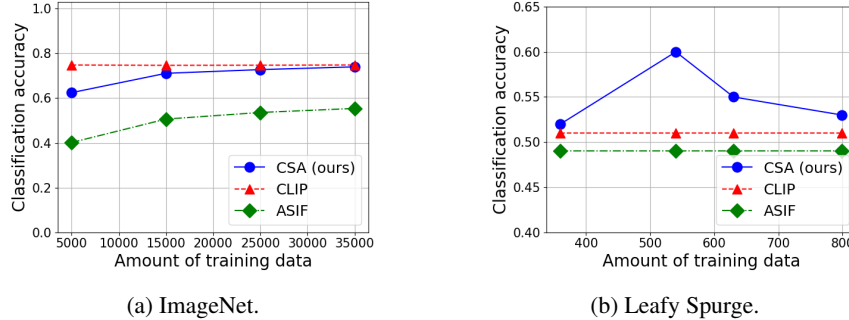 Classification accuracy
1.0
0.8
0.6
0.4
0.2
0.0
CSA (ours)
CLIP
ASIF
5000 10000 15000 20000 25000 30000 35000
Amount of training data
(a) ImageNet.
Classification accuracy
0.65
0.60
0.55
0.50
0.45
0.40
CSA (ours)
CLIP
ASIF
400 500 600 700 800
Amount of training data
(b) Leafy Spurge.